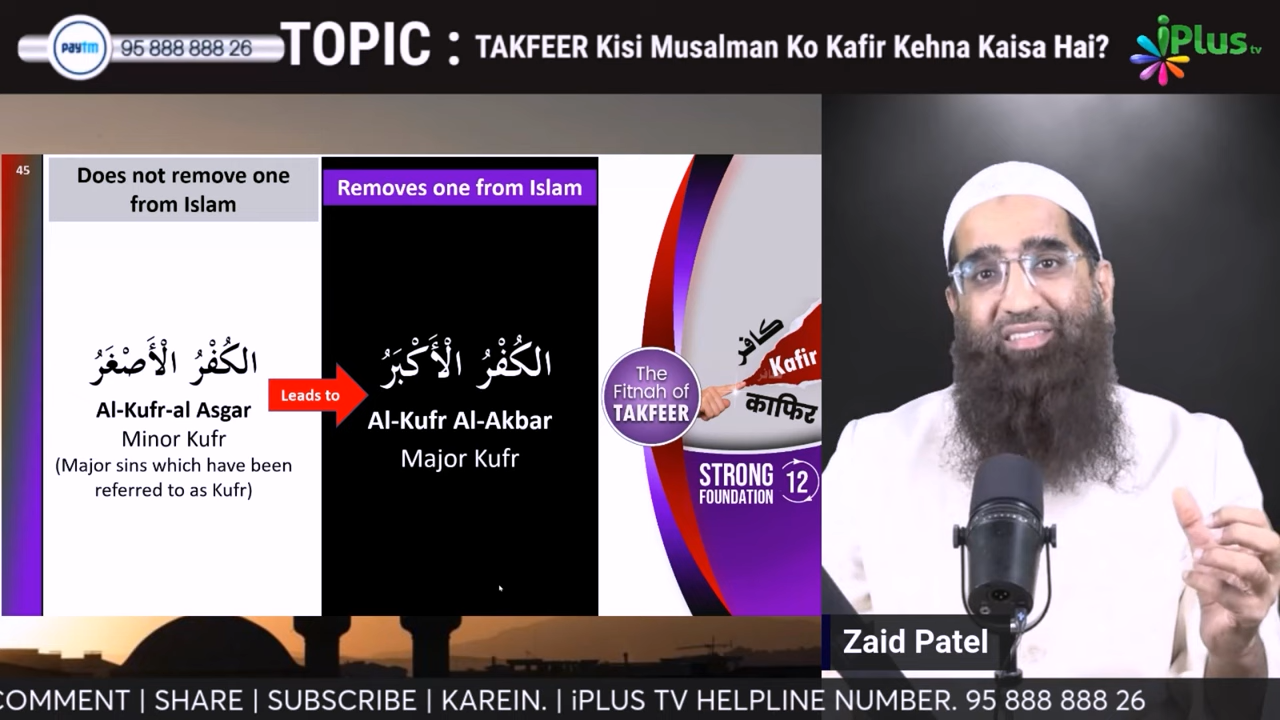 paytm
95 888 888 26
TOPIC :
TAKFEER Kisi Musalman Ko Kafir Kehna Kaisa Hai?
iPlus tv
45
Does not remove one
from Islam
Removes one from Islam
الكُفْرُ الْأَصْغَرُ
Al-Kufr-al Asgar
Minor Kufr
(Major sins which have been
referred to as Kufr)
Leads to
الكُفْرُ الْأَكْبَرُ
Al-Kufr Al-Akbar
Major Kufr
The
Fitnah of
TAKFEER
كافر
Kafir
काफिर
STRONG
FOUNDATION
12
Zaid Patel
COMMENT | SHARE | SUBSCRIBE | KAREIN. | iPLUS TV HELPLINE NUMBER. 95 888 888 26